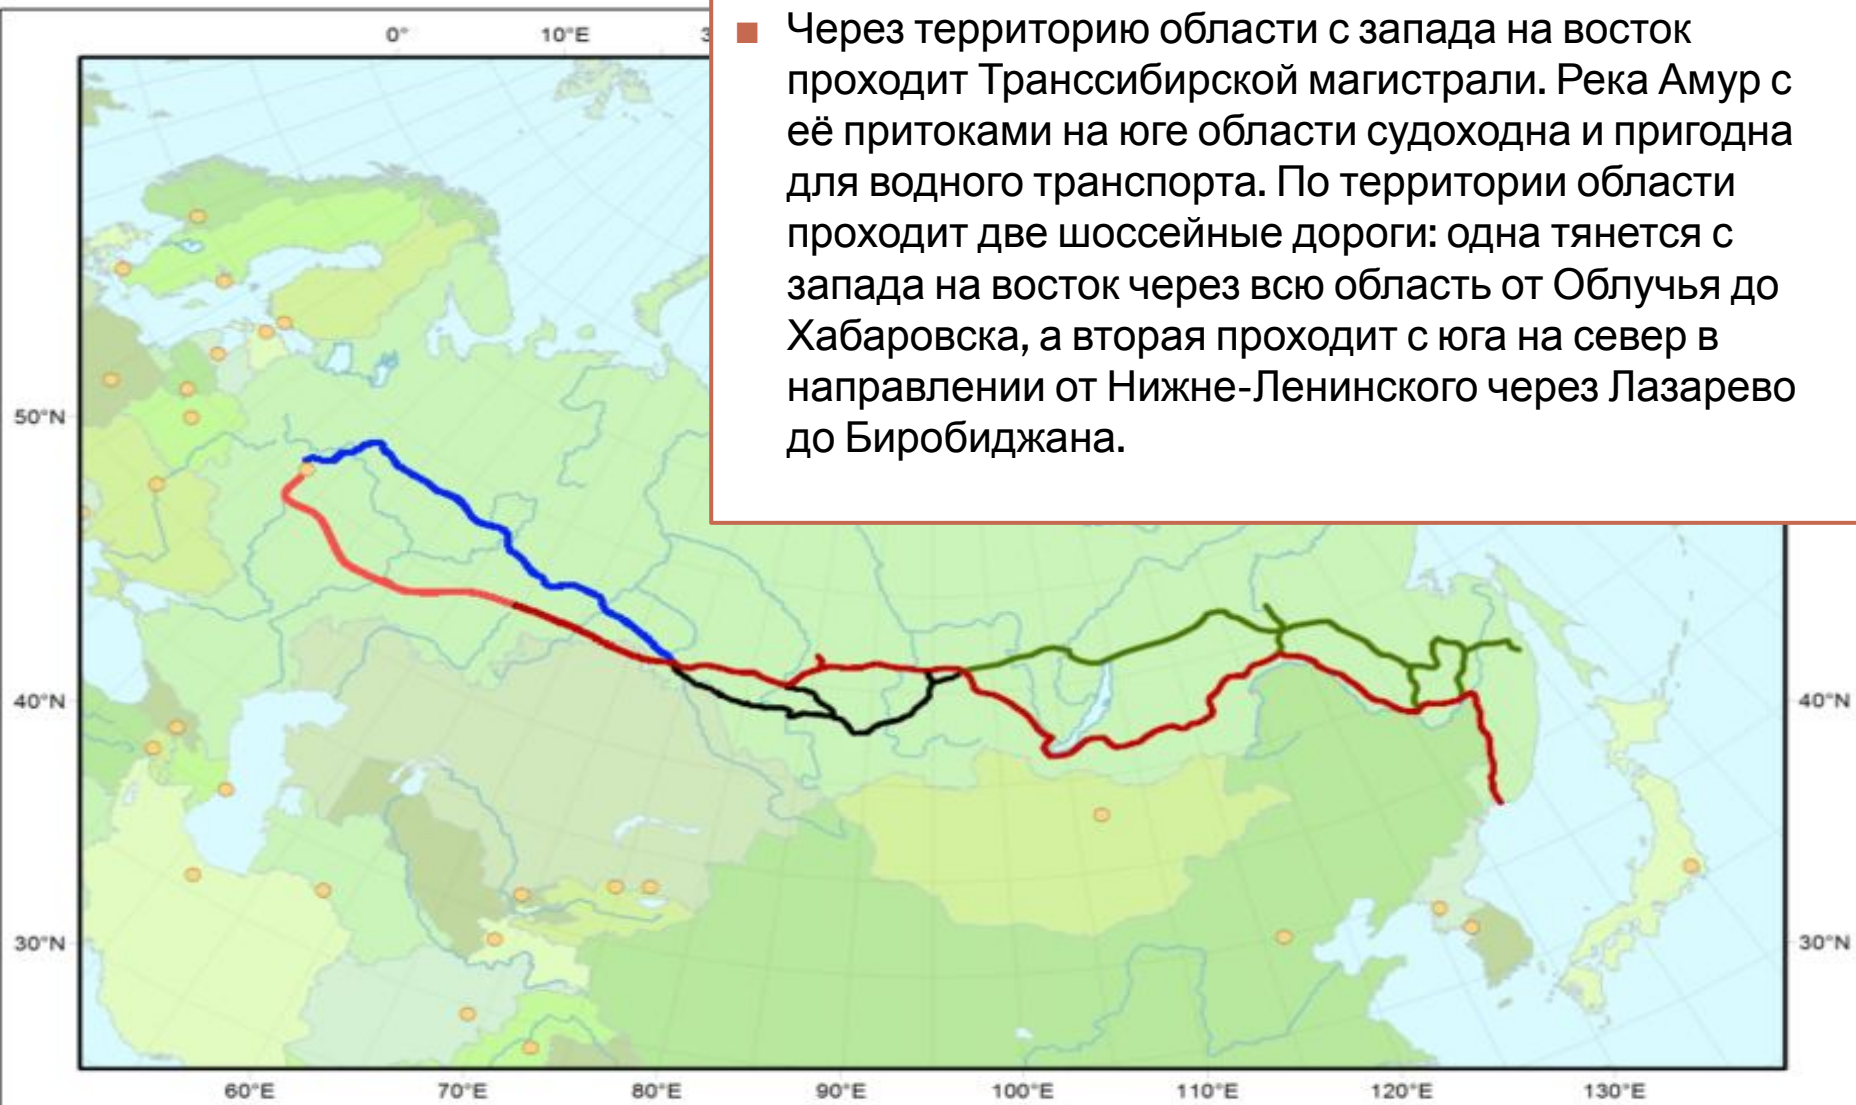 0° 10°E 3
■ Через территорию области с запада на восток
проходит Транссибирской магистрали. Река Амур с
её притоками на юге области судоходна и пригодна
для водного транспорта. По территории области
проходит две шоссейные дороги: одна тянется с
запада на восток через всю область от Облучья до
Хабаровска, а вторая проходит с юга на север в
направлении от Нижне-Ленинского через Лазарево
до Биробиджана.
50°N
40°N 40°N
30°N 30°N
60°E 70°E 80°E 90°E 100°E 110°E 120°E 130°E